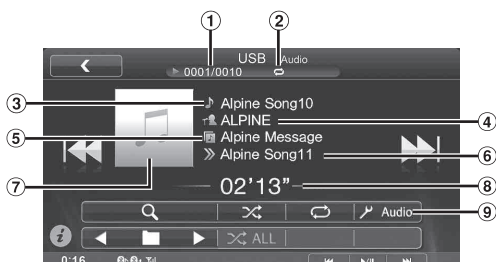 ① ②
USB Audio
0001/0010
③ Alpine Song10
ALPINE ④
⑤ Alpine Message
Alpine Song11 ⑥
⑦
02'13” ⑧
Audio ⑨
ALL
0:16